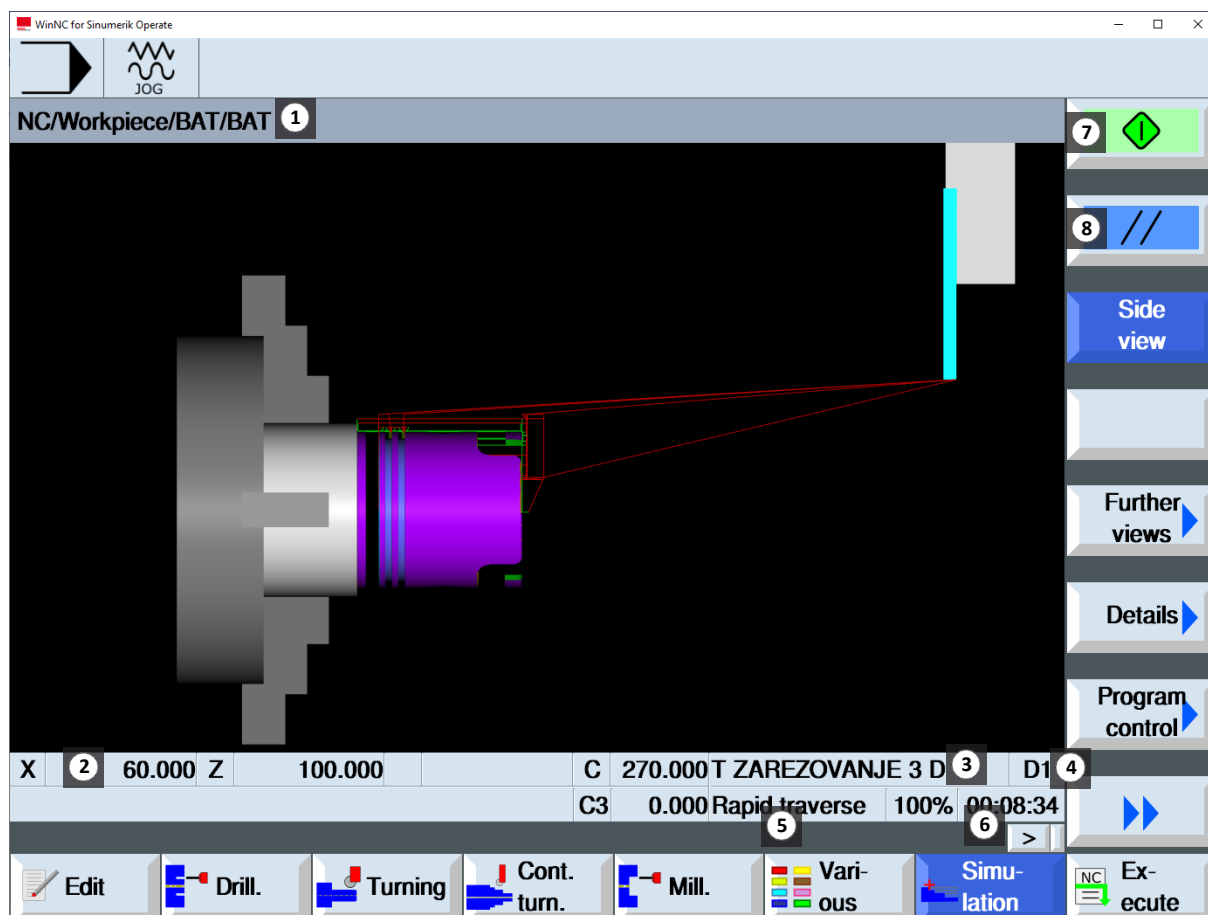 WinNC for Sinumerik Operate
JOG
NC/Workpiece/BAT/BAT 1
7
8
Side
view
Further
views
Details
Program
control
X 2 60.000 Z 100.000 C 270.000 T ZAREZOVANJE 3 D 3 D1 4
C3 0.000 Rapid traverse 100% 00:08:34
5 6 >
Edit
Drill.
Turning
Cont.
turn.
Mill.
Vari-
ous
Simu-
lation
NC
Ex-
ecute